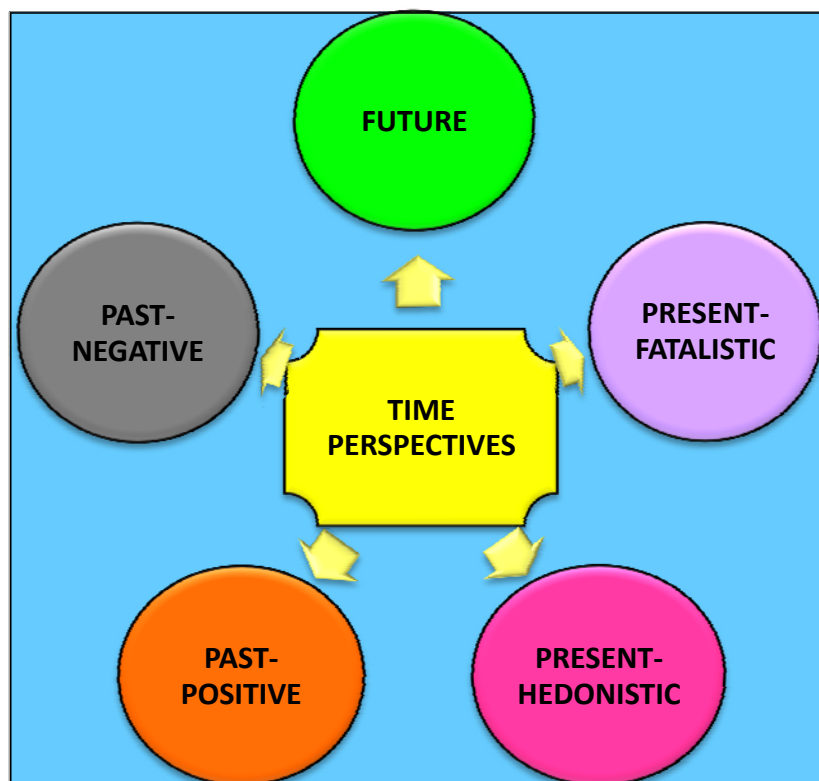 FUTURE
PAST-
NEGATIVE
PRESENT-
FATALISTIC
TIME
PERSPECTIVES
PAST-
POSITIVE
PRESENT-
HEDONISTIC